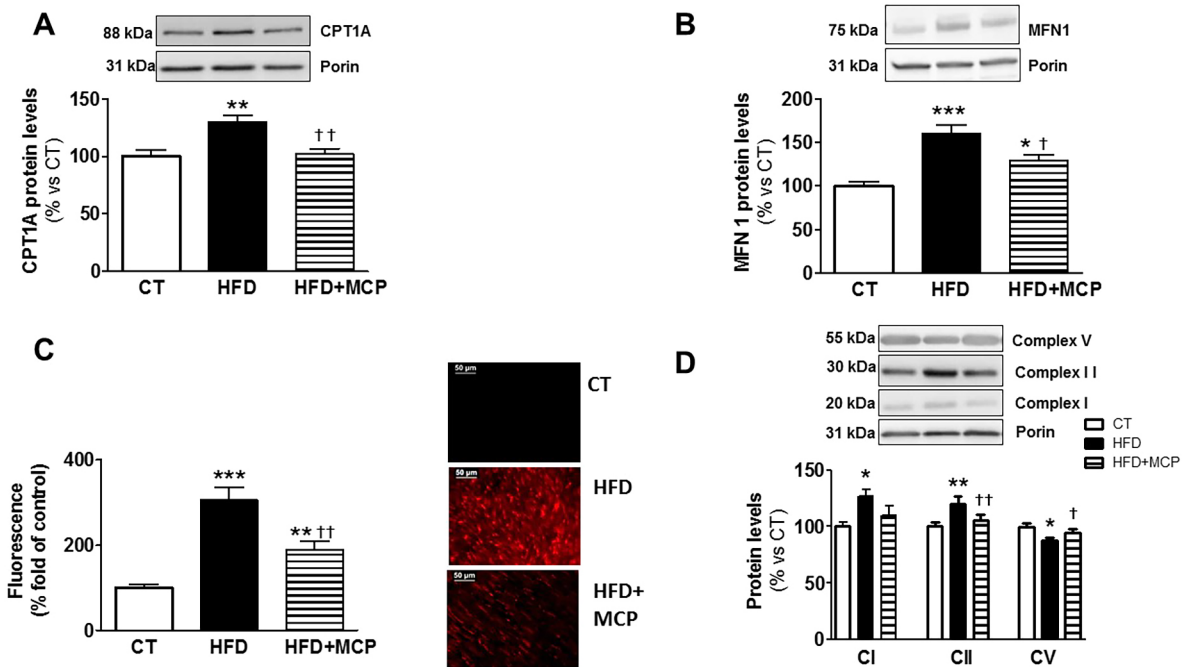 A
88 kDa
CPT1A
31 kDa
Porin
CPT1A protein levels
(% vs CT)
150
100
50
0
**
††
CT HFD HFD+MCP
B
75 kDa
MFN1
31 kDa
Porin
MFN 1 protein levels
(% vs CT)
200
150
100
50
0
***
* †
CT HFD HFD+MCP
C
Fluorescence
(% fold of control)
400
200
0
***
** ††
CT HFD HFD+MCP
50 µm
CT
50 µm
HFD
50 µm
HFD+
MCP
D
55 kDa
Complex V
30 kDa
Complex I I
20 kDa
Complex I
31 kDa
Porin
CT
HFD
HFD+MCP
Protein levels
(% vs CT)
150
100
50
0
*
**
††
*
†
CI CII CV